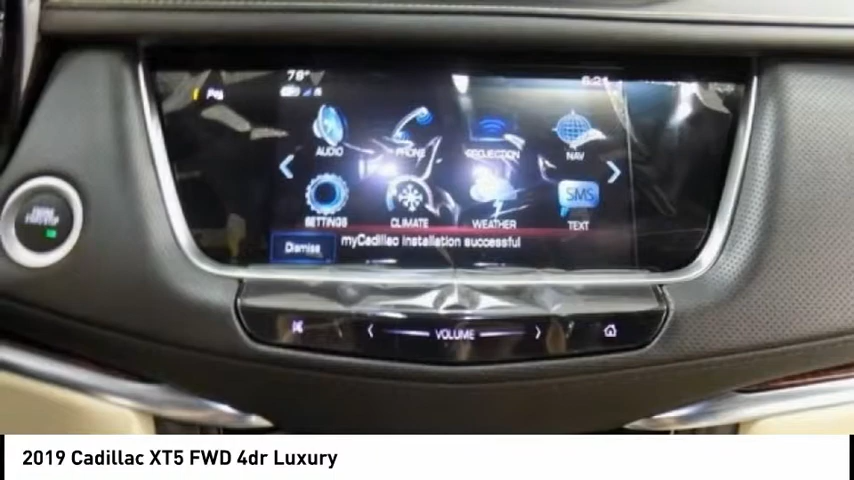 76°
AUDIO PHONE PROJECTION NAV
SETTINGS CLIMATE WEATHER SMS TEXT
Dismiss myCadillac installation successful
VOLUME
2019 Cadillac XT5 FWD 4dr Luxury